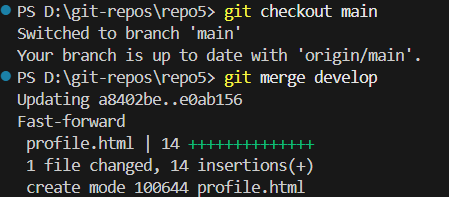 PS D:\git-repos\repo5> git checkout main
Switched to branch 'main'
Your branch is up to date with 'origin/main'.
PS D:\git-repos\repo5> git merge develop
Updating a8402be..e0ab156
Fast-forward
 profile.html | 14 ++++++++++++++
 1 file changed, 14 insertions(+)
 create mode 100644 profile.html